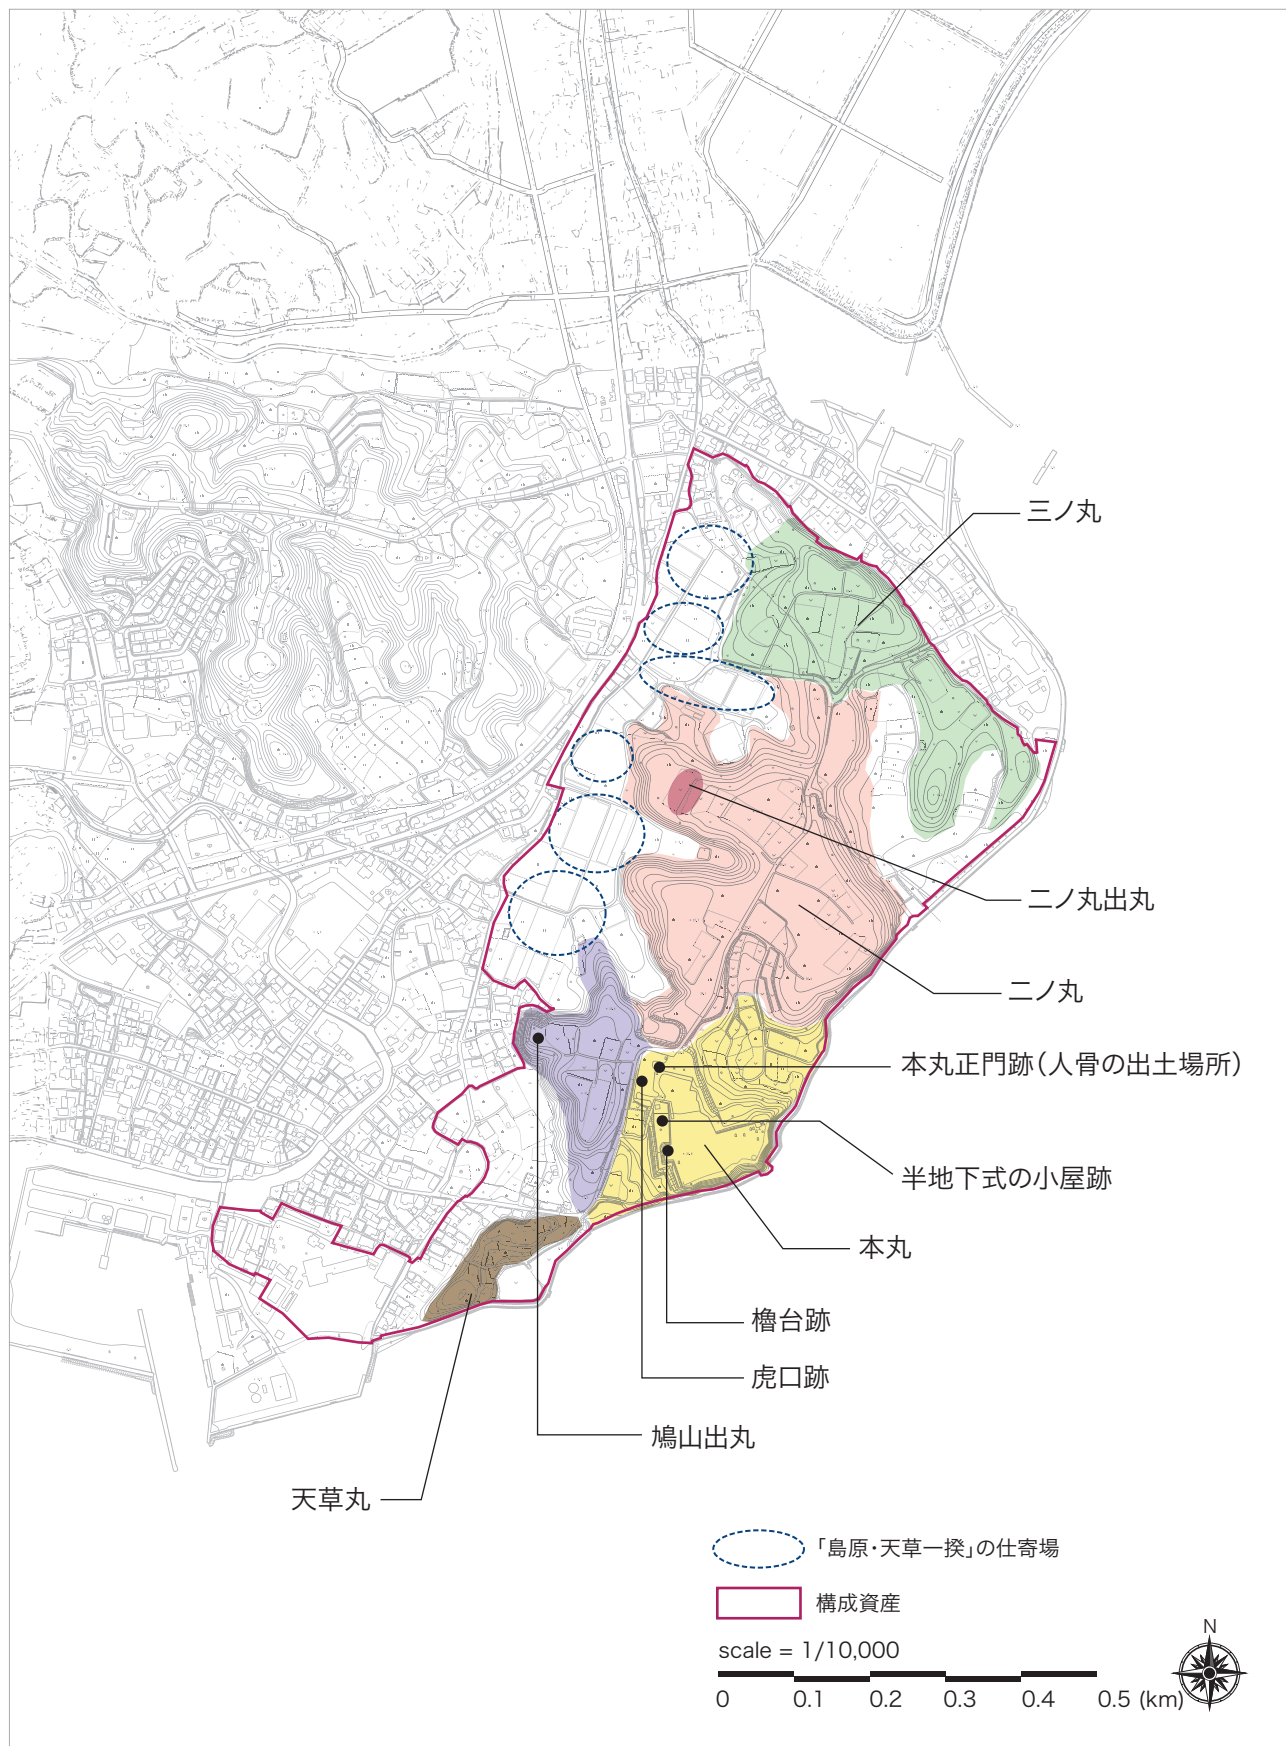 三ノ丸
二ノ丸出丸
二ノ丸
本丸正門跡(人骨の出土場所)
半地下式の小屋跡
本丸
櫓台跡
虎口跡
鳩山出丸
天草丸
「島原・天草一揆」の仕寄場
構成資産
scale = 1/10,000
0 0.1 0.2 0.3 0.4 0.5 (km)
N